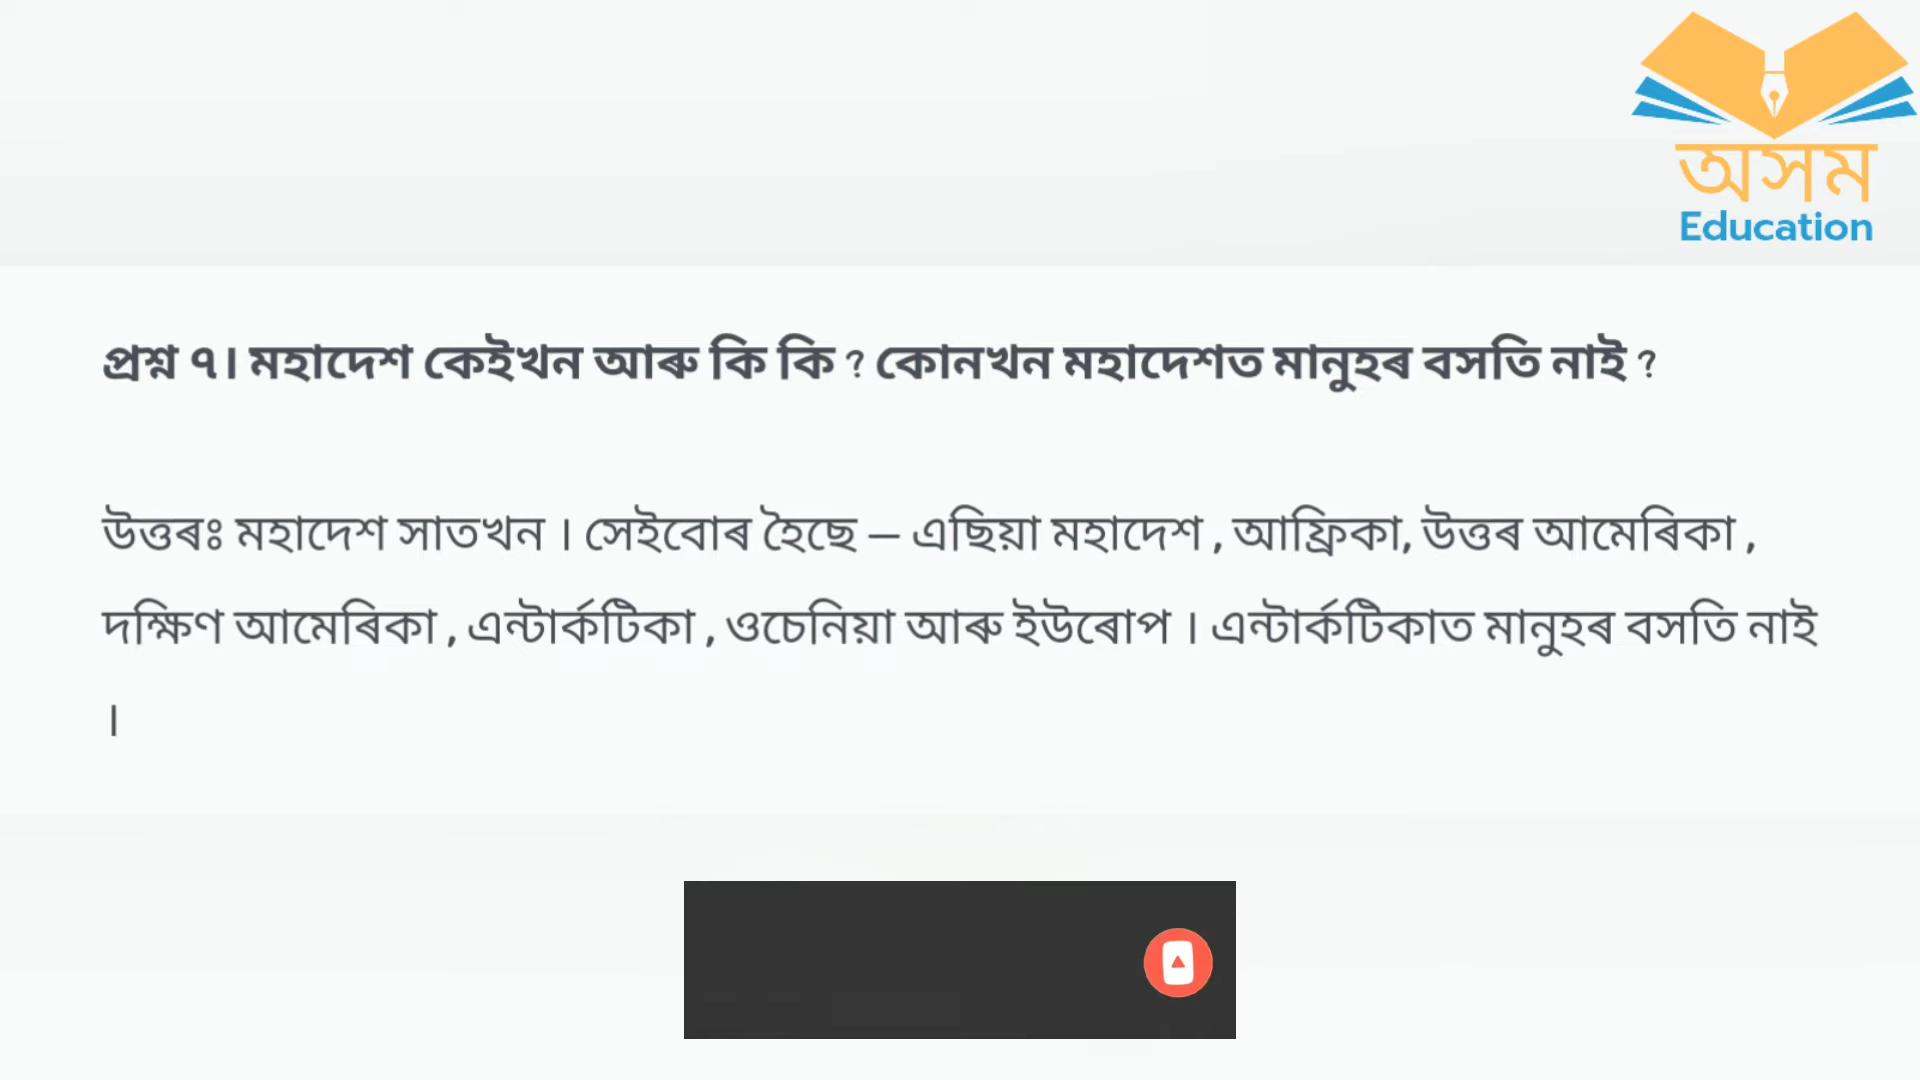 অসম
Education
প্ৰশ্ন ৭। মহাদেশ কেইখন আৰু কি কি ? কোনখন মহাদেশত মানুহৰ বসতি নাই ?
উত্তৰঃ মহাদেশ সাতখন । সেইবোৰ হৈছে – এছিয়া মহাদেশ , আফ্ৰিকা, উত্তৰ আমেৰিকা ,
দক্ষিণ আমেৰিকা , এন্টাৰ্কটিকা , ওচেনিয়া আৰু ইউৰোপ । এন্টাৰ্কটিকাত মানুহৰ বসতি নাই
।